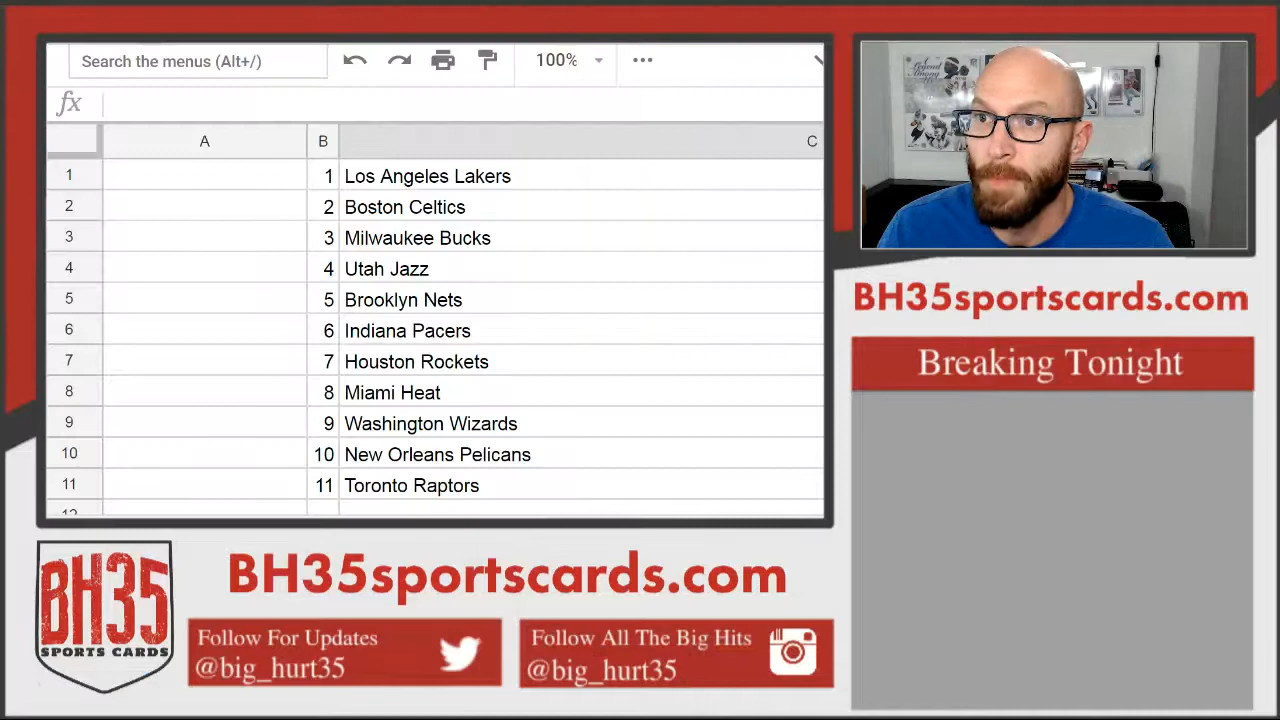 Search the menus (Alt+/)
100%
fx
A B C
1 1 Los Angeles Lakers
2 2 Boston Celtics
3 3 Milwaukee Bucks
4 4 Utah Jazz
5 5 Brooklyn Nets
6 6 Indiana Pacers
7 7 Houston Rockets
8 8 Miami Heat
9 9 Washington Wizards
10 10 New Orleans Pelicans
11 11 Toronto Raptors
BH35sportscards.com
Breaking Tonight
BH35
SPORTS CARDS
BH35sportscards.com
Follow For Updates
@big_hurt35
Follow All The Big Hits
@big_hurt35